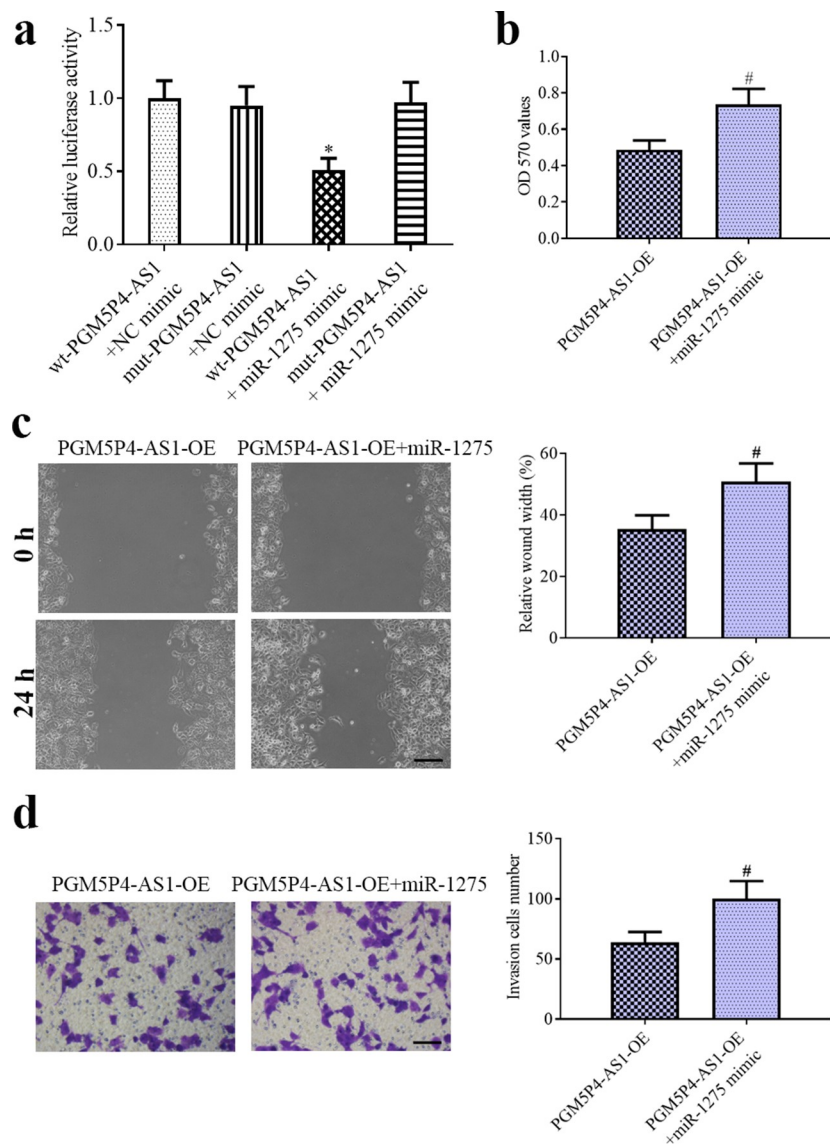 a
Relative luciferase activity
1.5
1.0
0.5
0.0
*
wt-PGM5P4-AS1
+NC mimic
mut-PGM5P4-AS1
+NC mimic
wt-PGM5P4-AS1
+ miR-1275 mimic
mut-PGM5P4-AS1
+ miR-1275 mimic
b
OD 570 values
1.0
0.8
0.6
0.4
0.2
0.0
#
PGM5P4-AS1-OE
PGM5P4-AS1-OE
+miR-1275 mimic
c
PGM5P4-AS1-OE
PGM5P4-AS1-OE+miR-1275
0 h
24 h
Relative wound width (%)
60
40
20
0
#
PGM5P4-AS1-OE
PGM5P4-AS1-OE
+miR-1275 mimic
d
PGM5P4-AS1-OE
PGM5P4-AS1-OE+miR-1275
Invasion cells number
150
100
50
0
#
PGM5P4-AS1-OE
PGM5P4-AS1-OE
+miR-1275 mimic